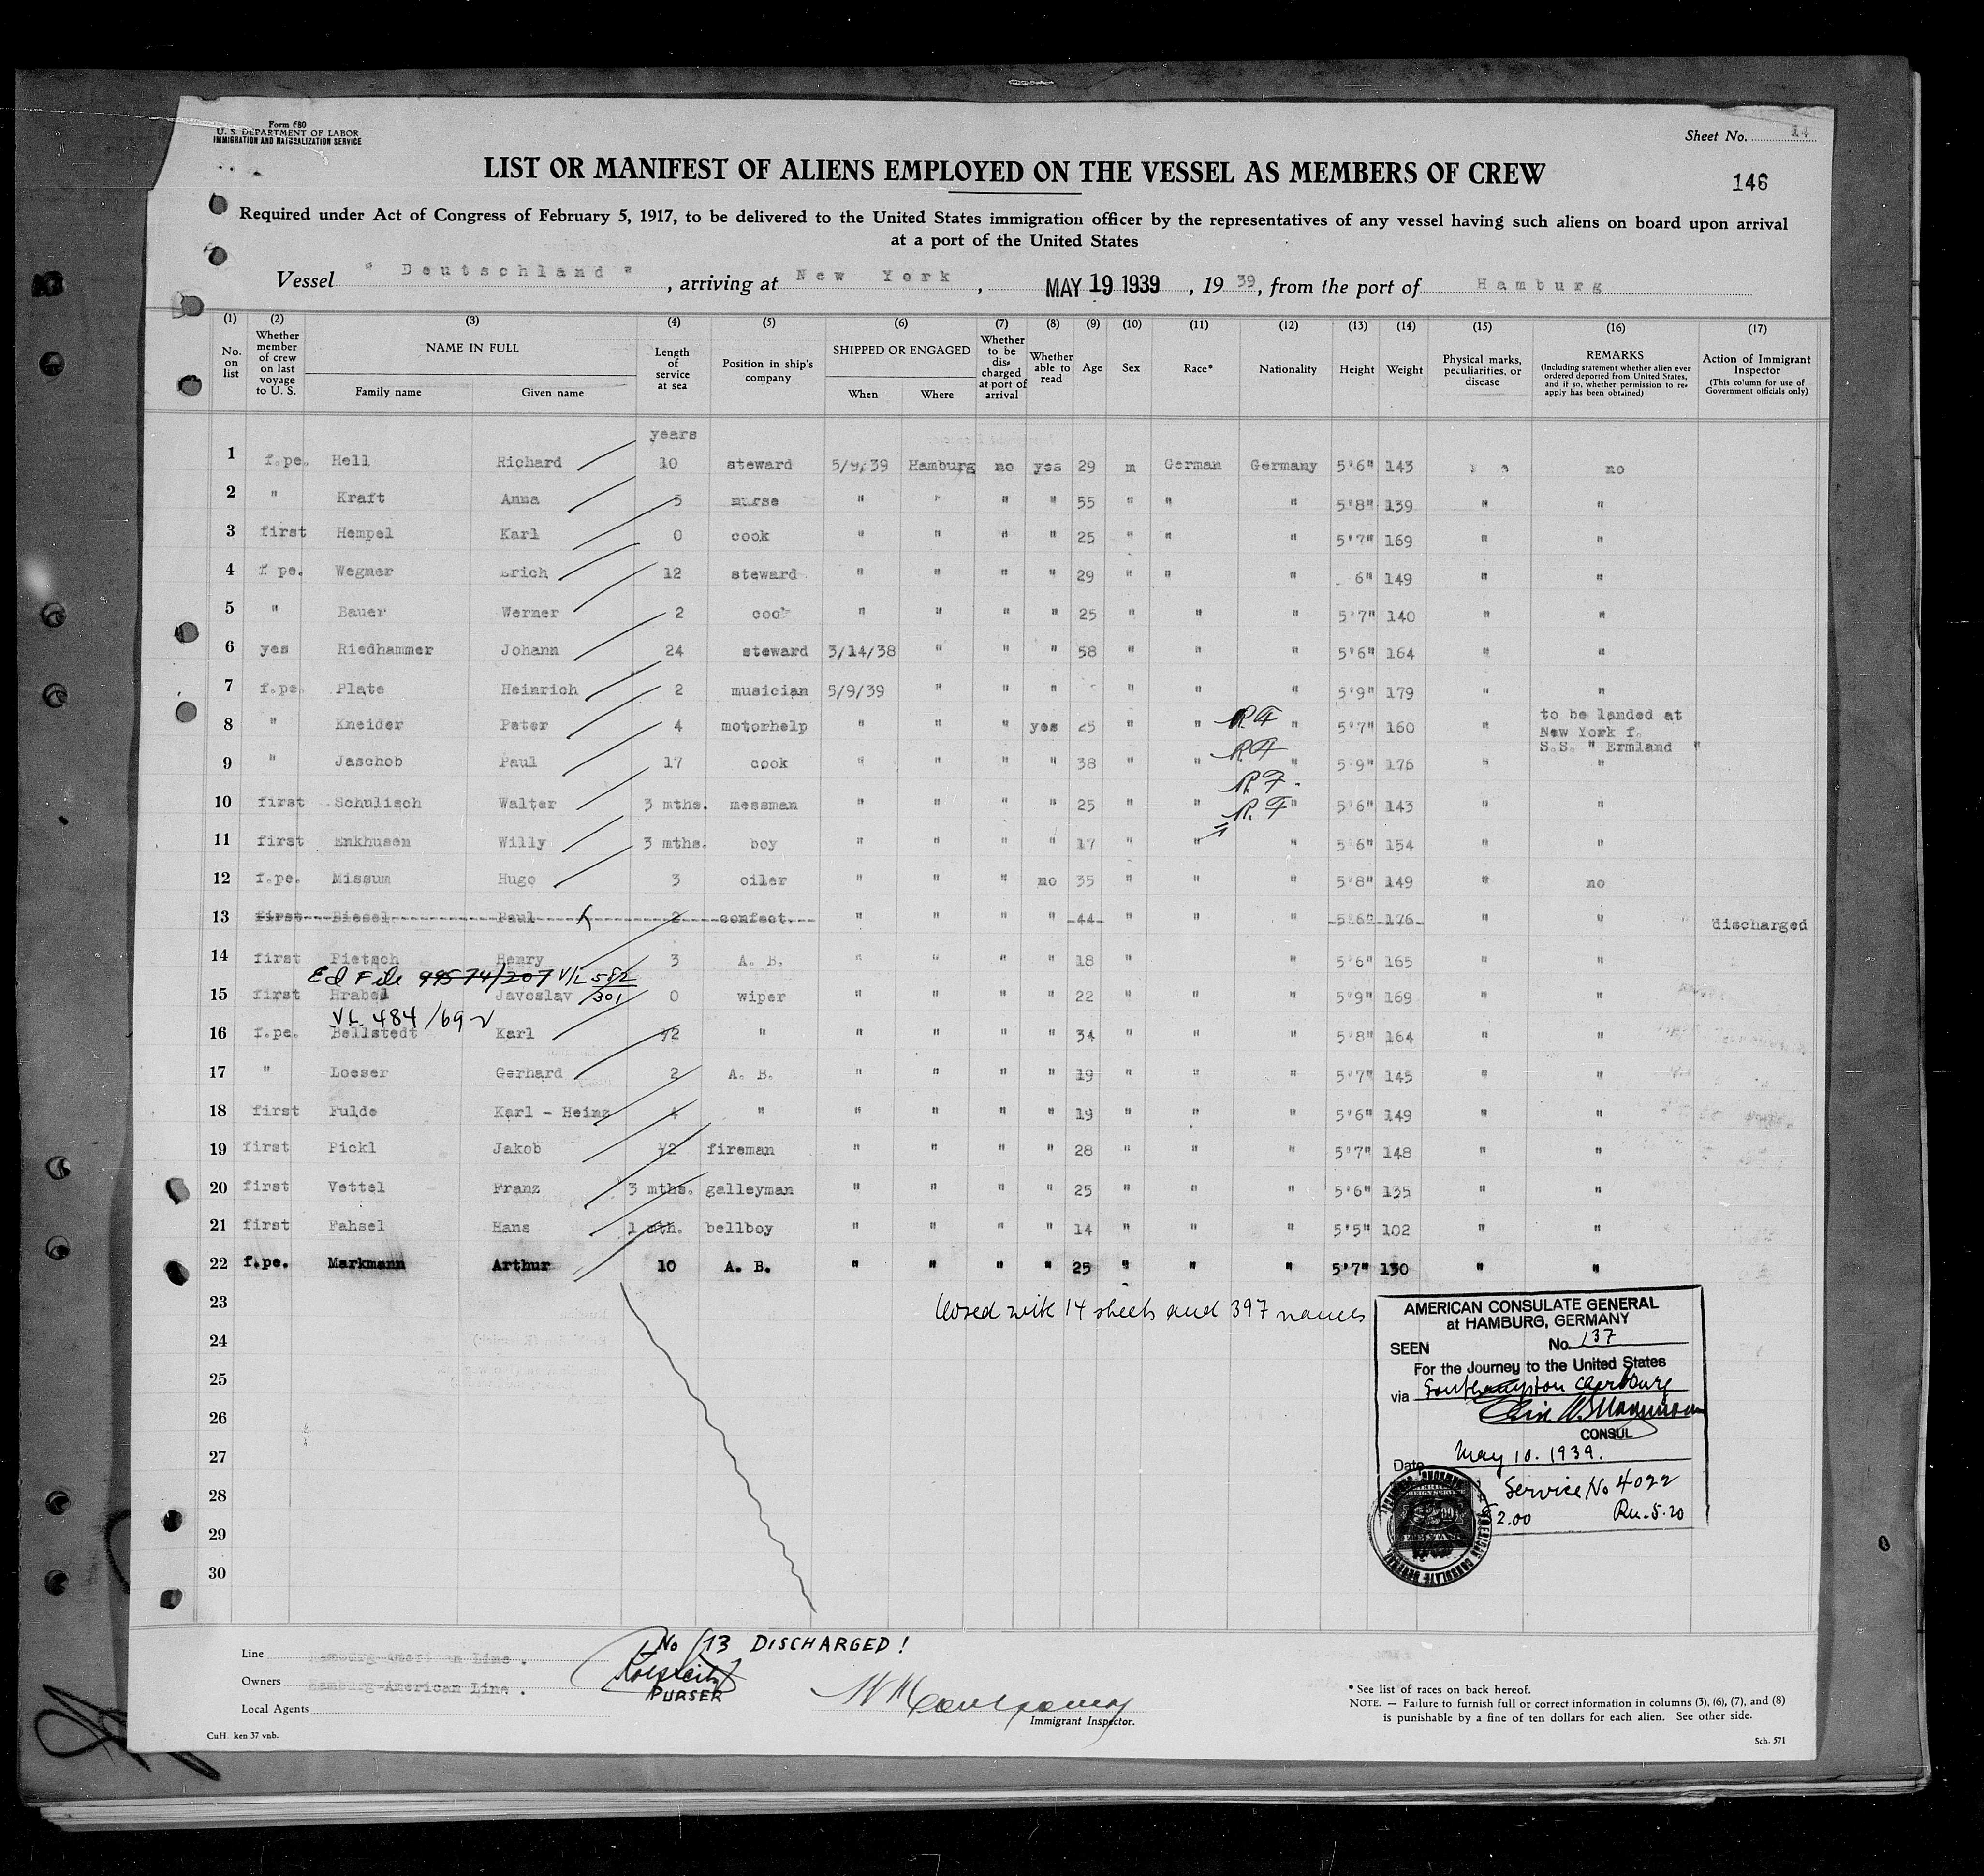 Form 680
U. S. DEPARTMENT OF LABOR
IMMIGRATION AND NATURALIZATION SERVICE
Sheet No. 14
LIST OR MANIFEST OF ALIENS EMPLOYED ON THE VESSEL AS MEMBERS OF CREW
146
Required under Act of Congress of February 5, 1917, to be delivered to the United States immigration officer by the representatives of any vessel having such aliens on board upon arrival
at a port of the United States
Vessel " Deutschland ", arriving at New York, MAY 19 1939, 19 39, from the port of Hamburg
(1) (2) (3) (4) (5) (6) (7) (8) (9) (10) (11) (12) (13) (14) (15) (16) (17)
No. on list
Whether member of crew on last voyage to U. S.
NAME IN FULL
Family name
Given name
Length of service at sea
Position in ship's company
SHIPPED OR ENGAGED
When
Where
Whether to be discharged at port of arrival
Whether able to read
Age
Sex
Race*
Nationality
Height
Weight
Physical marks, peculiarities, or disease
REMARKS
(Including statement whether alien ever ordered deported from United States, and if so, whether permission to reapply has been obtained)
Action of Immigrant Inspector
(This column for use of Government officials only)
years
1 f.pe. Hell Richard 10 steward 5/9/39 Hamburg no yes 29 m German Germany 5'6" 143 no
2 " Kraft Anna 5 nurse " " " " 55 " " " 5'8" 139 " "
3 first Hempel Karl 0 cook " " " " 25 " " " 5'7" 169 " "
4 f pe. Wegner Erich 12 steward " " " " 29 " " " 6" 149 " "
5 " Bauer Werner 2 cook " " " " 25 " " " 5'7" 140 " "
6 yes Riedhammer Johann 24 steward 3/14/38 " " " 58 " " " 5'6" 164 " "
7 f.pe. Plate Heinrich 2 musician 5/9/39 " " " " " " 5'9" 179 " "
8 " Kneider Peter 4 motorhelp " " " yes 25 " " R.F. " 5'7" 160 " to be landed at
New York f.
S.S. " Ermland "
9 " Jaschob Paul 17 cook " " " " 38 " " R.F. " 5'9" 176 " "
R.F.
10 first Schulisch Walter 3 mths. messman " " " " 25 " " R.F. " 5'6" 143 " "
11 first Enkhusen Willy 3 mths. boy " " " " 17 " " " 5'6" 154 " "
12 f.pe. Missum Hugo 3 oiler " " " no 35 " " " 5'8" 149 " no
13 first Biesel Paul 2 confect. " " " " 44 " " " 5'6" 176 " " discharged
14 first Pietsch Henry 3 A. B. " " " " 18 " " " 5'6" 165 " "
Ed File 99574/207 V/L 582/301
15 first Hrabel Javoslav 0 wiper " " " " 22 " " " 5'9" 169 " "
VL 484/692
16 f.pe. Bellstedt Karl 1/2 " " " " " 34 " " " 5'8" 164 " "
17 " Loeser Gerhard 2 A. B. " " " " 19 " " " 5'7" 145 " "
18 first Fulde Karl - Heinz 4 " " " " " 19 " " " 5'6" 149 " "
19 first Pickl Jakob 1/2 fireman " " " " 28 " " " 5'7" 148 " "
20 first Vettel Franz 3 mths. galleyman " " " " 25 " " " 5'6" 135 " "
21 first Fahsel Hans 1 mth. bellboy " " " " 14 " " " 5'5" 102 " "
22 f.pe. Markmann Arthur 10 A. B. " " " " 25 " " " 5'7" 130 " "
23 closed with 14 sheets and 397 names
24
25
26
27
28
29
30
AMERICAN CONSULATE GENERAL
at HAMBURG, GERMANY
SEEN No. 137
For the Journey to the United States
via Southampton Cherbourg
CONSUL
Date May 10. 1939.
Service No 4022
2.00 Rm. 5.20
No 13 DISCHARGED!
PURSER
Line Hamburg-American Line .
Owners Hamburg-American Line .
Local Agents
W Montgomery
Immigrant Inspector.
* See list of races on back hereof.
NOTE. — Failure to furnish full or correct information in columns (3), (6), (7), and (8)
is punishable by a fine of ten dollars for each alien. See other side.
CuH. ken 37 vnb.
Sch. 571